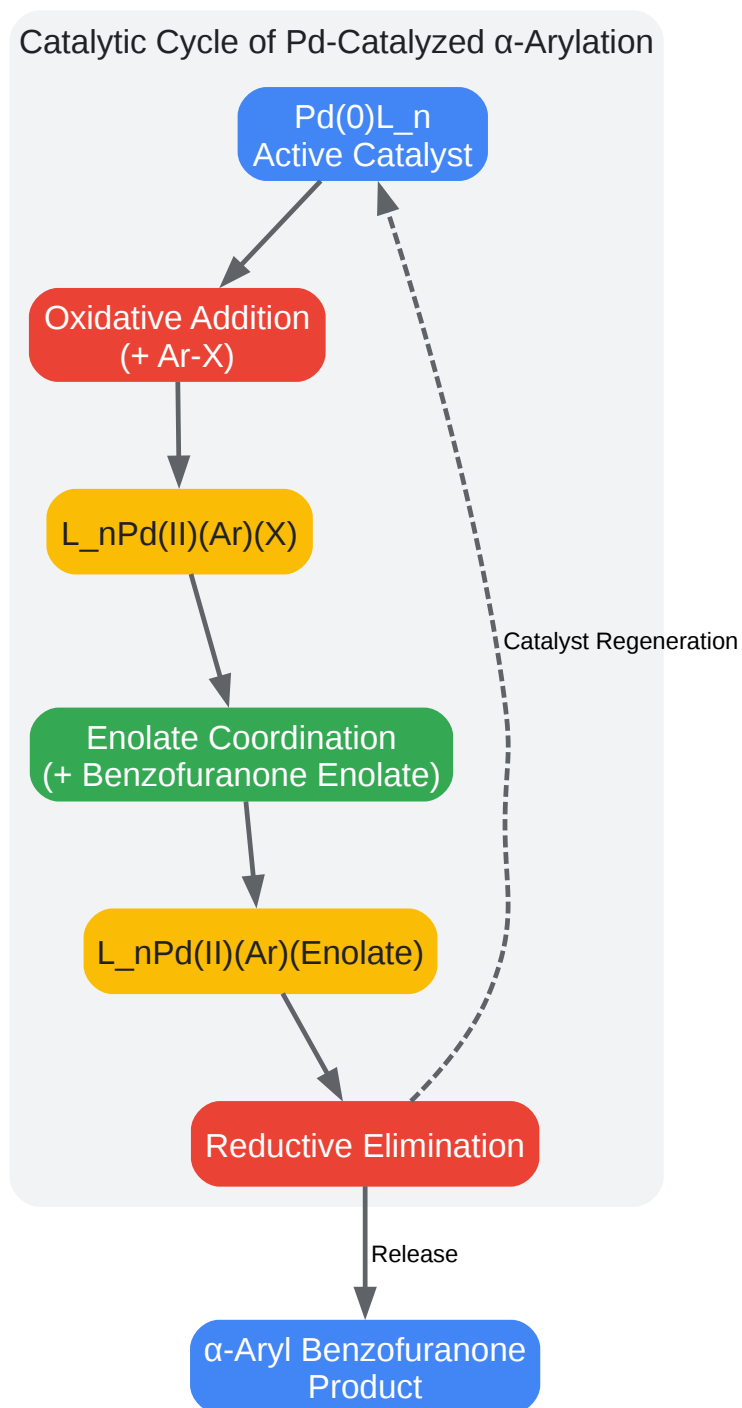 Catalytic Cycle of Pd-Catalyzed α-Arylation
Pd(0)L_n
Active Catalyst
Oxidative Addition
(+ Ar-X)
L_nPd(II)(Ar)(X)
Catalyst Regeneration
Enolate Coordination
(+ Benzofuranone Enolate)
L_nPd(II)(Ar)(Enolate)
Reductive Elimination
Release
α-Aryl Benzofuranone
Product